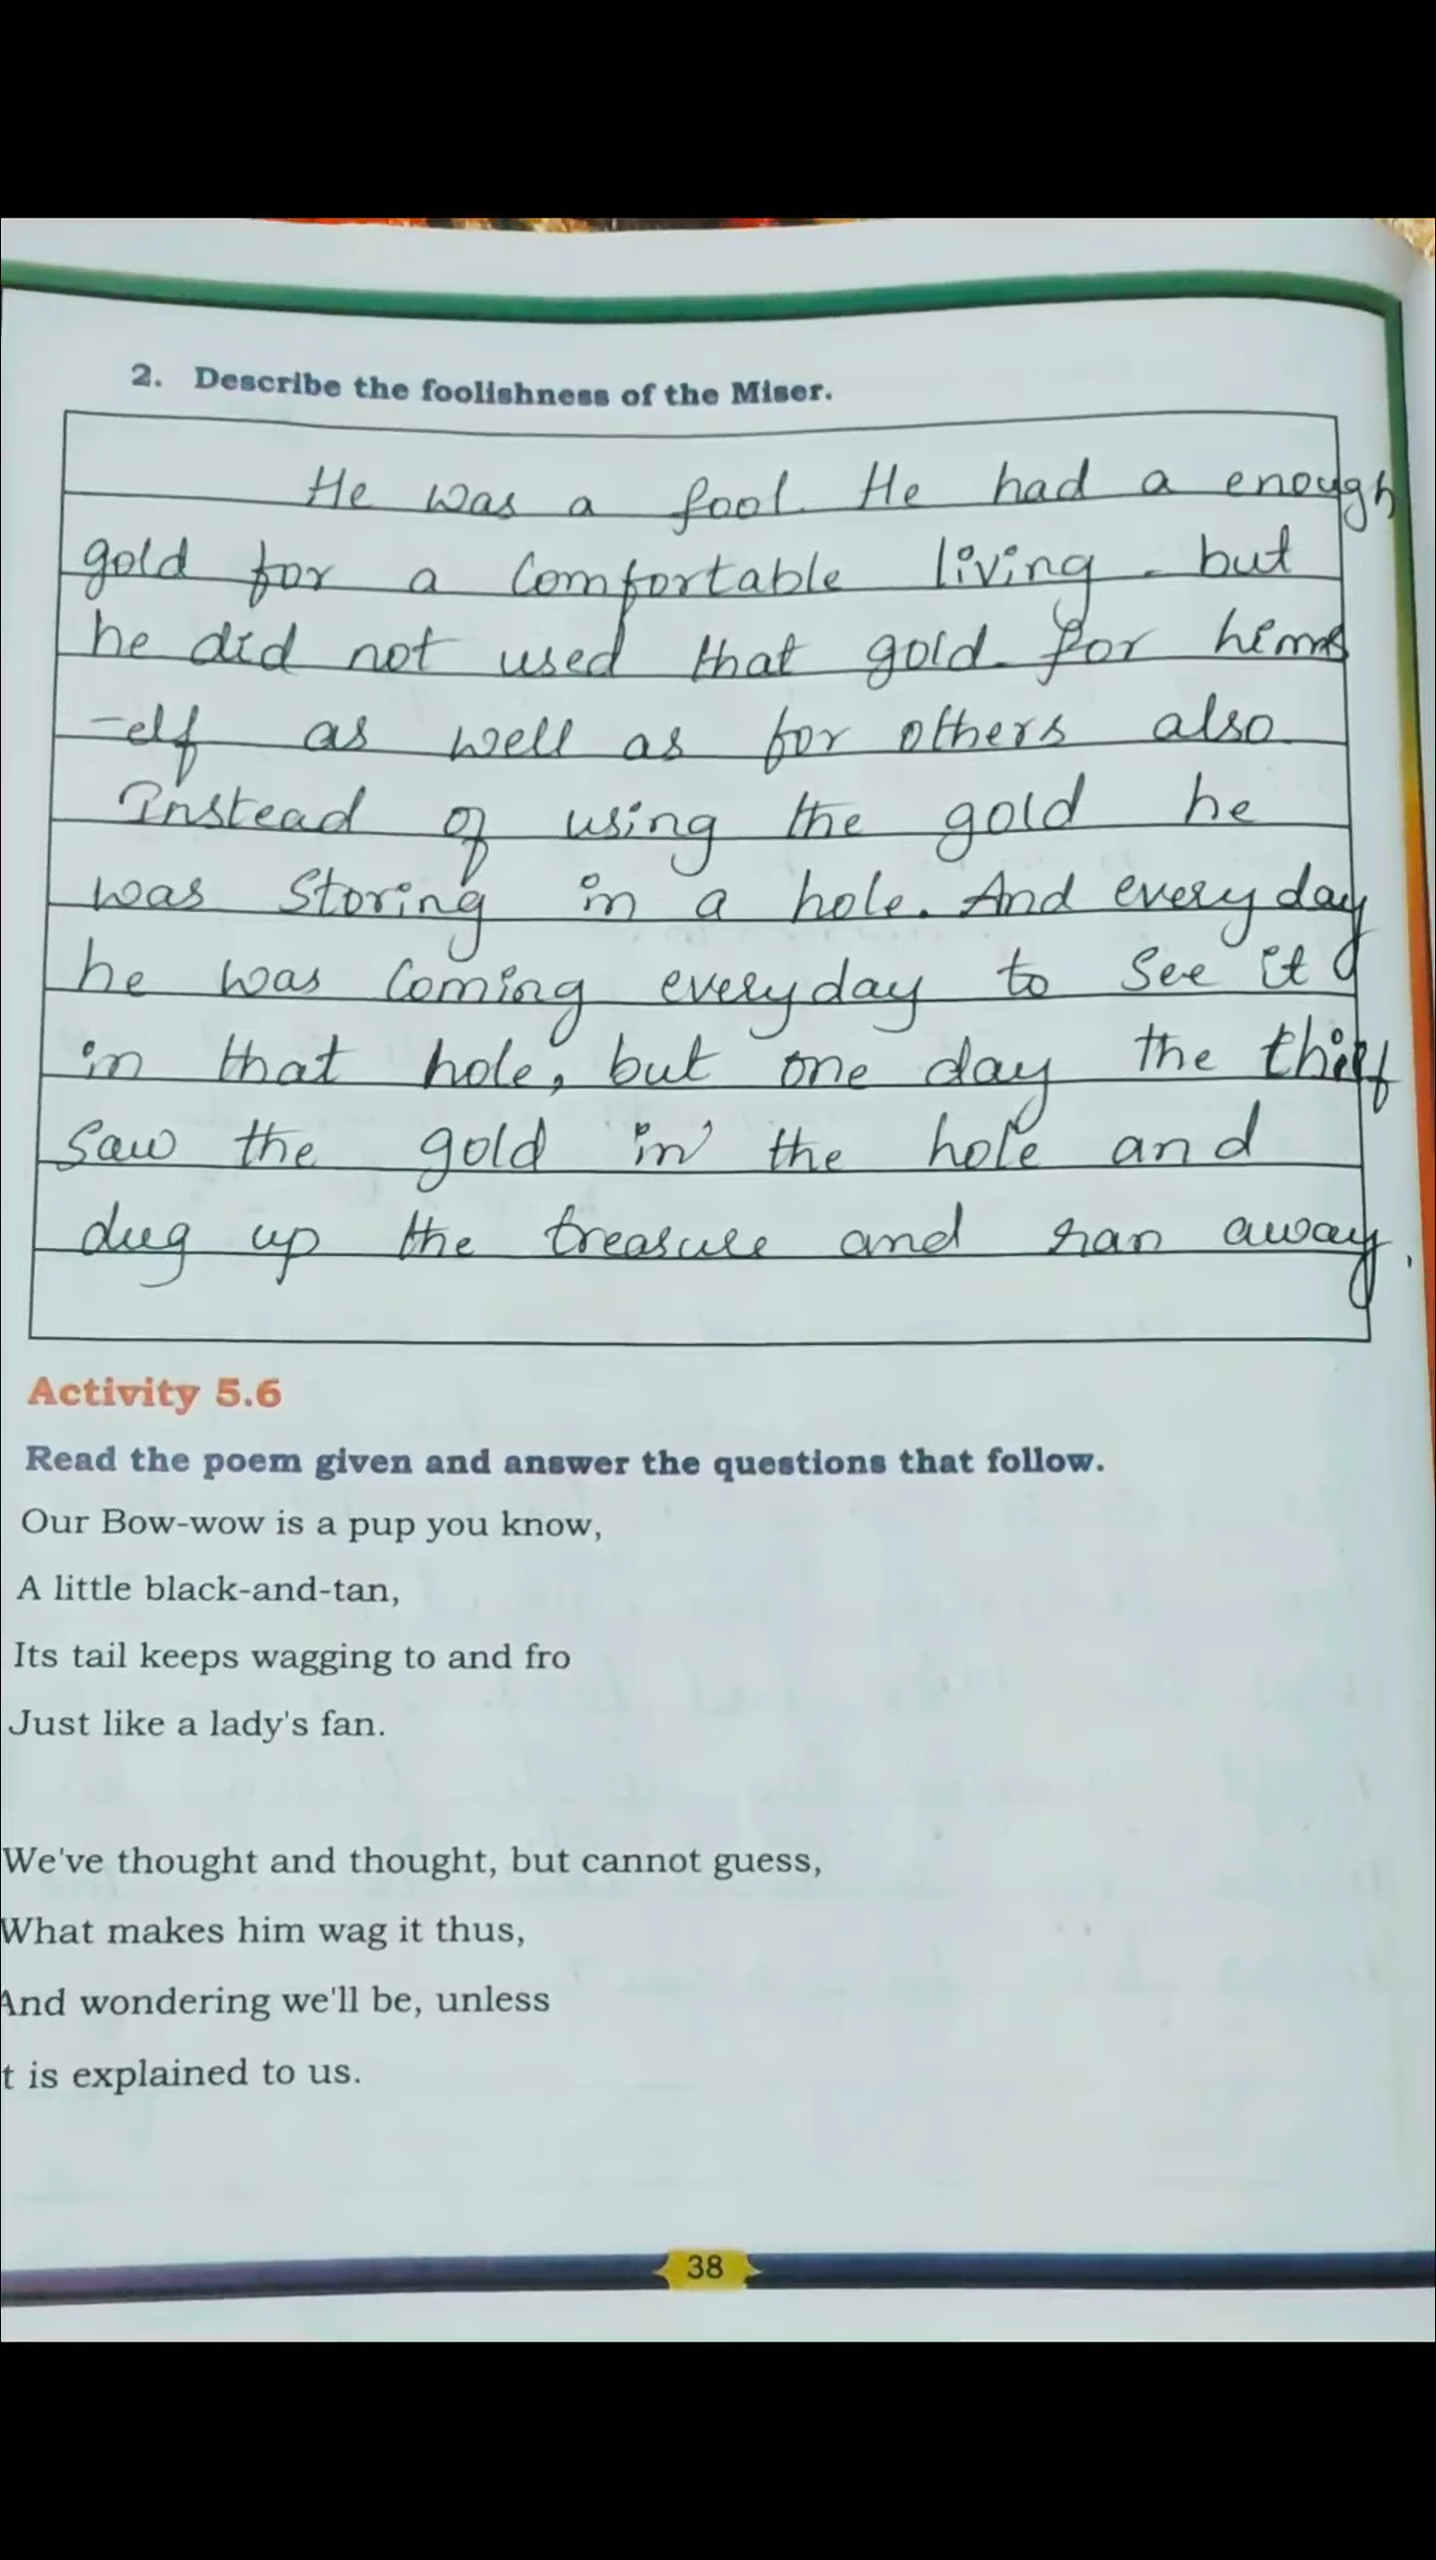 2. Describe the foolishness of the Miser.
He was a fool. He had a enough
gold for a comfortable living. but
he did not used that gold for hims
-elf as well as for others also.
Instead of using the gold he
was storing in a hole. And every day
he was coming everyday to see it
in that hole, but one day the thief
saw the gold in the hole and
dug up the treasure and ran away.
Activity 5.6
Read the poem given and answer the questions that follow.
Our Bow-wow is a pup you know,
A little black-and-tan,
Its tail keeps wagging to and fro
Just like a lady's fan.
We've thought and thought, but cannot guess,
What makes him wag it thus,
And wondering we'll be, unless
t is explained to us.
38